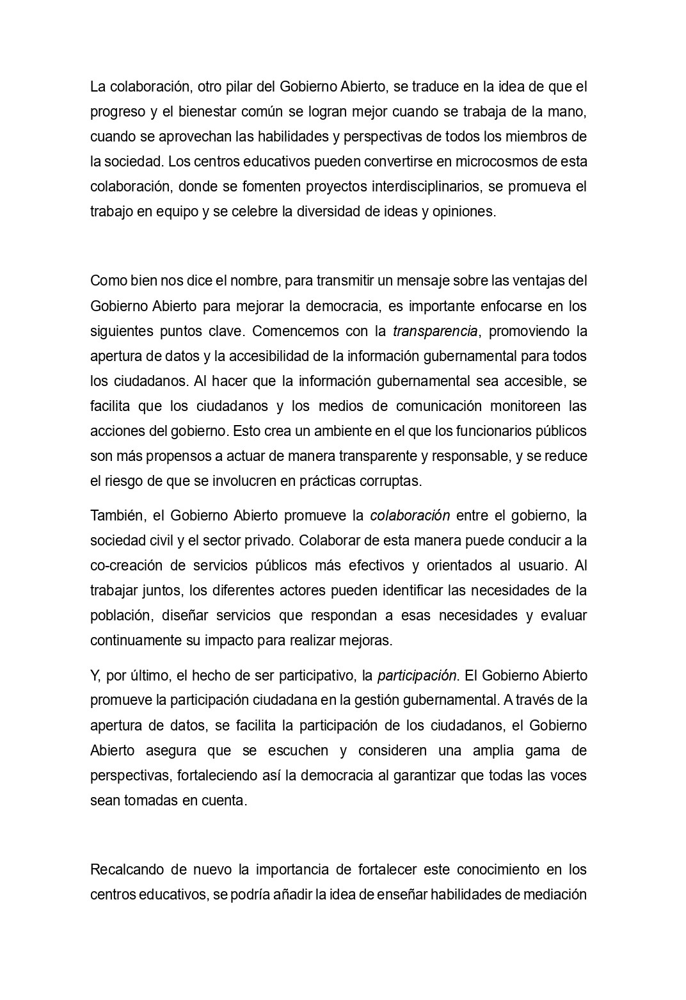 La colaboración, otro pilar del Gobierno Abierto, se traduce en la idea de que el
progreso y el bienestar común se logran mejor cuando se trabaja de la mano,
cuando se aprovechan las habilidades y perspectivas de todos los miembros de
la sociedad. Los centros educativos pueden convertirse en microcosmos de esta
colaboración, donde se fomenten proyectos interdisciplinarios, se promueva el
trabajo en equipo y se celebre la diversidad de ideas y opiniones.
Como bien nos dice el nombre, para transmitir un mensaje sobre las ventajas del
Gobierno Abierto para mejorar la democracia, es importante enfocarse en los
siguientes puntos clave. Comencemos con la transparencia, promoviendo la
apertura de datos y la accesibilidad de la información gubernamental para todos
los ciudadanos. Al hacer que la información gubernamental sea accesible, se
facilita que los ciudadanos y los medios de comunicación monitoreen las
acciones del gobierno. Esto crea un ambiente en el que los funcionarios públicos
son más propensos a actuar de manera transparente y responsable, y se reduce
el riesgo de que se involucren en prácticas corruptas.
También, el Gobierno Abierto promueve la colaboración entre el gobierno, la
sociedad civil y el sector privado. Colaborar de esta manera puede conducir a la
co-creación de servicios públicos más efectivos y orientados al usuario. Al
trabajar juntos, los diferentes actores pueden identificar las necesidades de la
población, diseñar servicios que respondan a esas necesidades y evaluar
continuamente su impacto para realizar mejoras.
Y, por último, el hecho de ser participativo, la participación. El Gobierno Abierto
promueve la participación ciudadana en la gestión gubernamental. A través de la
apertura de datos, se facilita la participación de los ciudadanos, el Gobierno
Abierto asegura que se escuchen y consideren una amplia gama de
perspectivas, fortaleciendo así la democracia al garantizar que todas las voces
sean tomadas en cuenta.
Recalcando de nuevo la importancia de fortalecer este conocimiento en los
centros educativos, se podría añadir la idea de enseñar habilidades de mediación